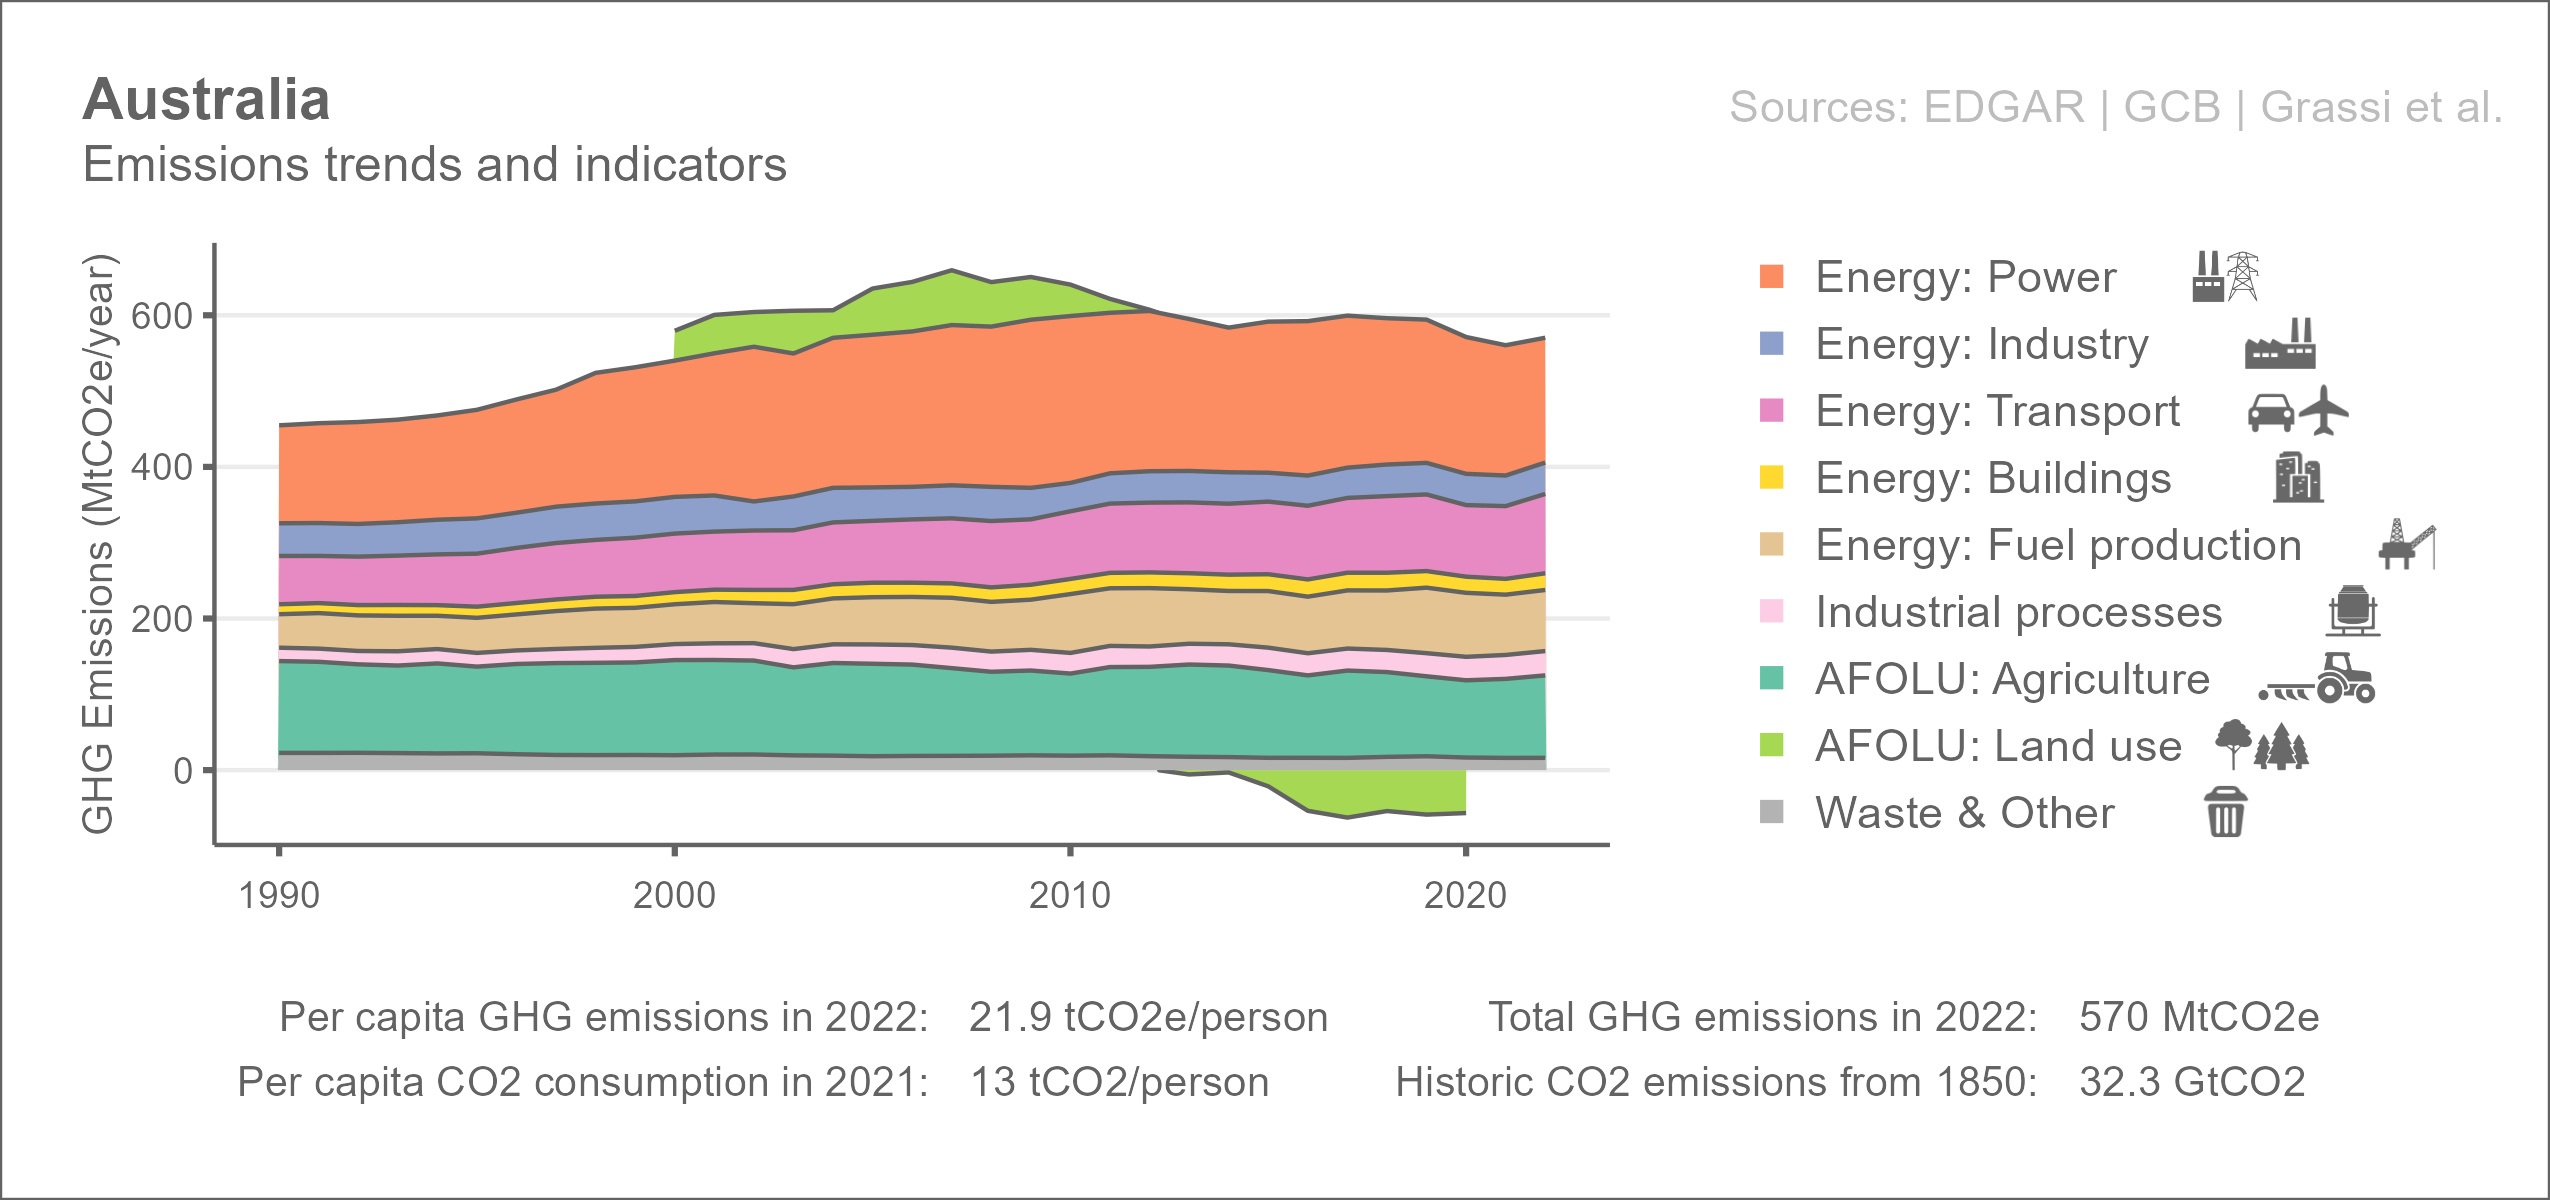 Australia
Sources: EDGAR | GCB | Grassi et al.
Emissions trends and indicators
GHG Emissions (MtCO2e/year)
600
400
200
0
1990
2000
2010
2020
Energy: Power
Energy: Industry
Energy: Transport
Energy: Buildings
Energy: Fuel production
Industrial processes
AFOLU: Agriculture
AFOLU: Land use
Waste & Other
Per capita GHG emissions in 2022: 21.9 tCO2e/person
Total GHG emissions in 2022: 570 MtCO2e
Per capita CO2 consumption in 2021: 13 tCO2/person
Historic CO2 emissions from 1850: 32.3 GtCO2